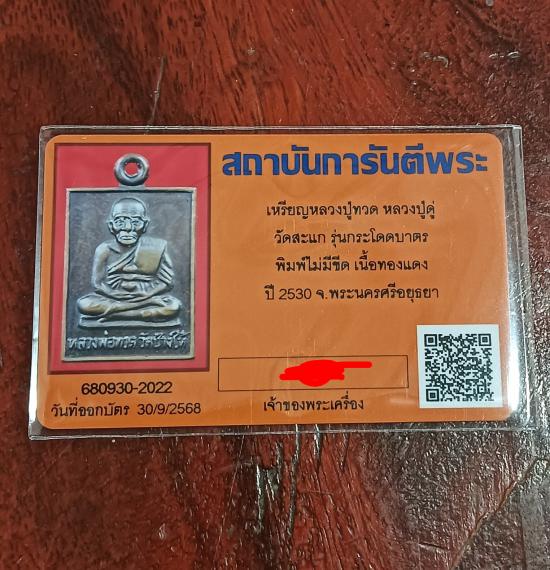 สถาบันการันตีพระ
เหรียญหลวงปู่ทวด หลวงปู่ดู่
วัดสะแก รุ่นกระโดดบาตร
พิมพ์ไม่มีขีด เนื้อทองแดง
ปี 2530 จ.พระนครศรีอยุธยา
หลวงพ่อทวด วัดช้างให้
680930-2022
วันที่ออกบัตร 30/9/2568
เจ้าของพระเครื่อง